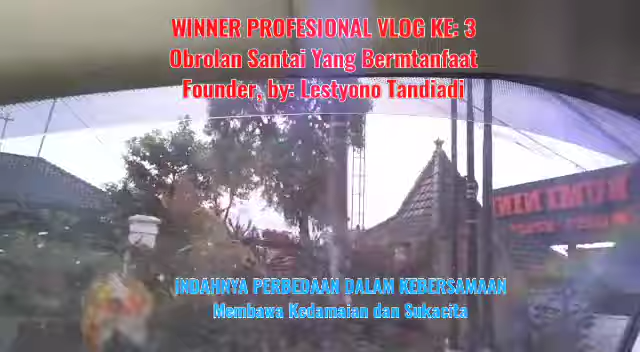 WINNER PROFESIONAL VLOG KE: 3
Obrolan Santai Yang Bermtanfaat
Founder, by: Lestyono Tandiadi
INDAHNYA PERBEDAAN DALAM KEBERSAMAAN
Membawa Kedamaian dan Sukacita